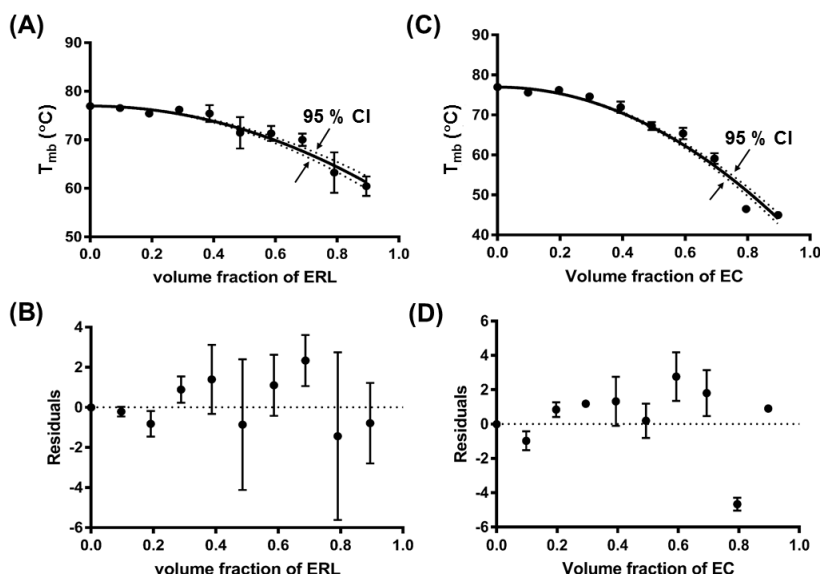 (A)
90
80
70
60
50
T_mb (°C)
95 % CI
0.0 0.2 0.4 0.6 0.8 1.0
volume fraction of ERL
(C)
90
80
70
60
50
40
T_mb (°C)
95 % CI
0.0 0.2 0.4 0.6 0.8 1.0
Volume fraction of EC
(B)
4
2
0
-2
-4
-6
Residuals
0.0 0.2 0.4 0.6 0.8 1.0
volume fraction of ERL
(D)
6
4
2
0
-2
-4
-6
Residuals
0.0 0.2 0.4 0.6 0.8 1.0
Volume fraction of EC